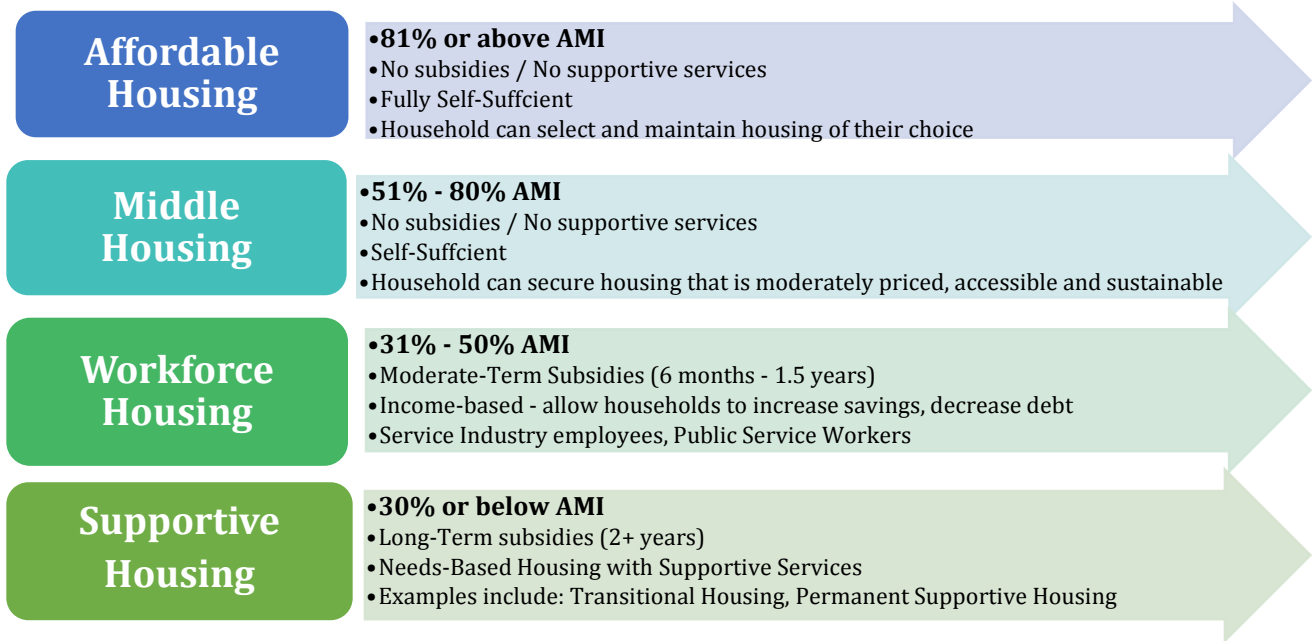 Affordable
Housing
•81% or above AMI
•No subsidies / No supportive services
•Fully Self-Suffcient
•Household can select and maintain housing of their choice
Middle
Housing
•51% - 80% AMI
•No subsidies / No supportive services
•Self-Suffcient
•Household can secure housing that is moderately priced, accessible and sustainable
Workforce
Housing
•31% - 50% AMI
•Moderate-Term Subsidies (6 months - 1.5 years)
•Income-based - allow households to increase savings, decrease debt
•Service Industry employees, Public Service Workers
Supportive
Housing
•30% or below AMI
•Long-Term subsidies (2+ years)
•Needs-Based Housing with Supportive Services
•Examples include: Transitional Housing, Permanent Supportive Housing